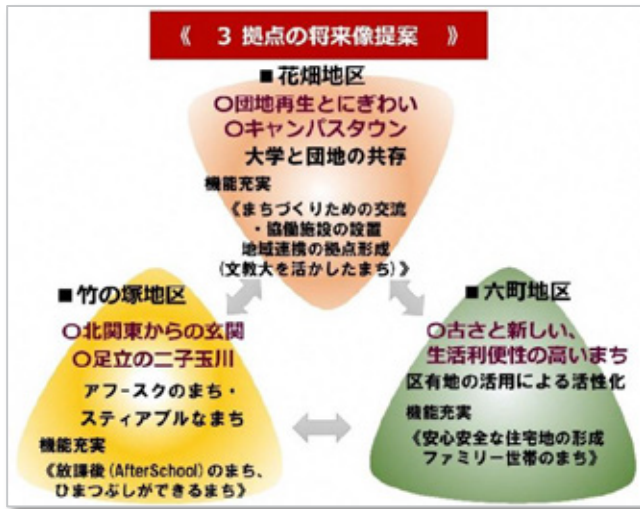 《 3 拠点の将来像提案 》
■花畑地区
○団地再生とにぎわい
○キャンパスタウン
大学と団地の共存
機能充実
《まちづくりための交流
・協働施設の設置
地域連携の拠点形成
(文教大を活かしたまち)》
■竹の塚地区
○北関東からの玄関
○足立の二子玉川
アフースクのまち・
スティアブルなまち
機能充実
《放課後(AfterSchool)のまち、
ひまつぶしができるまち》
■六町地区
○古さと新しい、
生活利便性の高いまち
区有地の活用による活性化
機能充実
《安心安全な住宅地の形成
ファミリー世帯のまち》